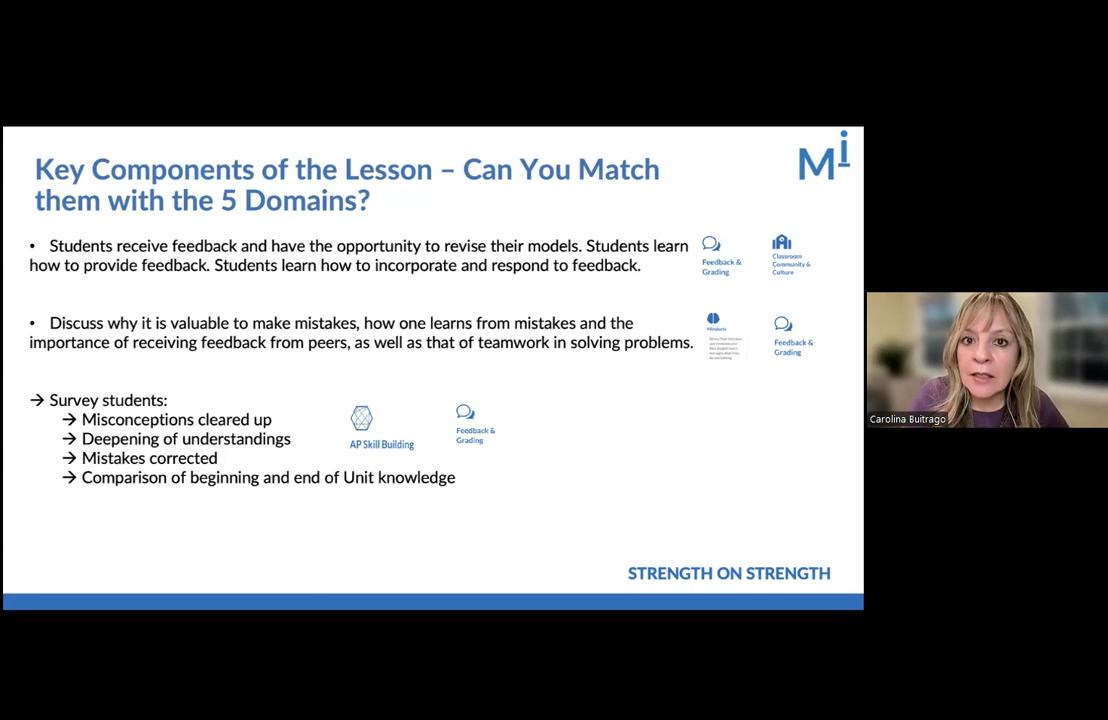 Key Components of the Lesson – Can You Match
them with the 5 Domains?
Mi
• Students receive feedback and have the opportunity to revise their models. Students learn
how to provide feedback. Students learn how to incorporate and respond to feedback.
Feedback &
Grading
Classroom
Community &
Culture
• Discuss why it is valuable to make mistakes, how one learns from mistakes and the
importance of receiving feedback from peers, as well as that of teamwork in solving problems.
Mindsets
Feedback &
Grading
→ Survey students:
→ Misconceptions cleared up
→ Deepening of understandings
→ Mistakes corrected
→ Comparison of beginning and end of Unit knowledge
AP Skill Building
Feedback &
Grading
Carolina Buitrago
STRENGTH ON STRENGTH